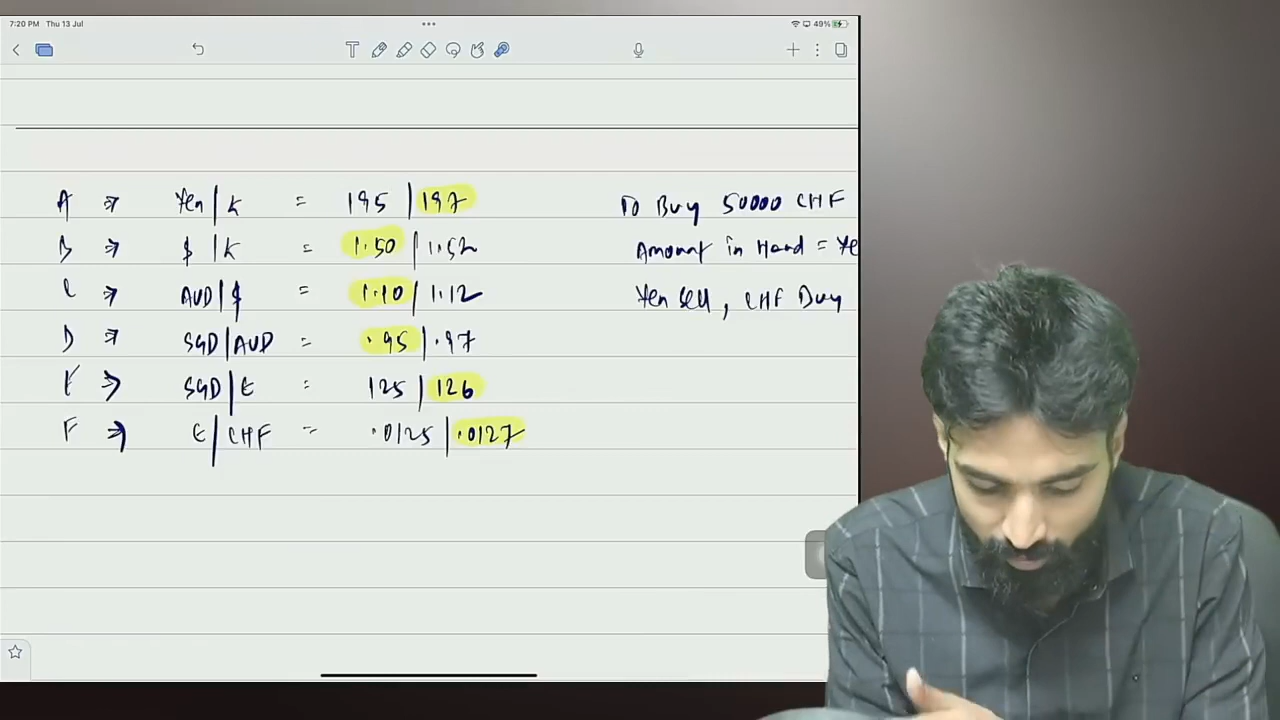 7:20 PM Thu 13 Jul
49%
A ⇒ Yen | K = 195 | 197
B ⇒ $ | K = 1.50 | 1.52
C ⇒ AUD | $ = 1.10 | 1.12
D ⇒ SGD | AUD = .95 | .97
E ⇒ SGD | € = 125 | 126
F ⇒ € | CHF = .0125 | .0127
To Buy 50000 CHF
Amount in Hand = Ye
Yen Sell, CHF Buy